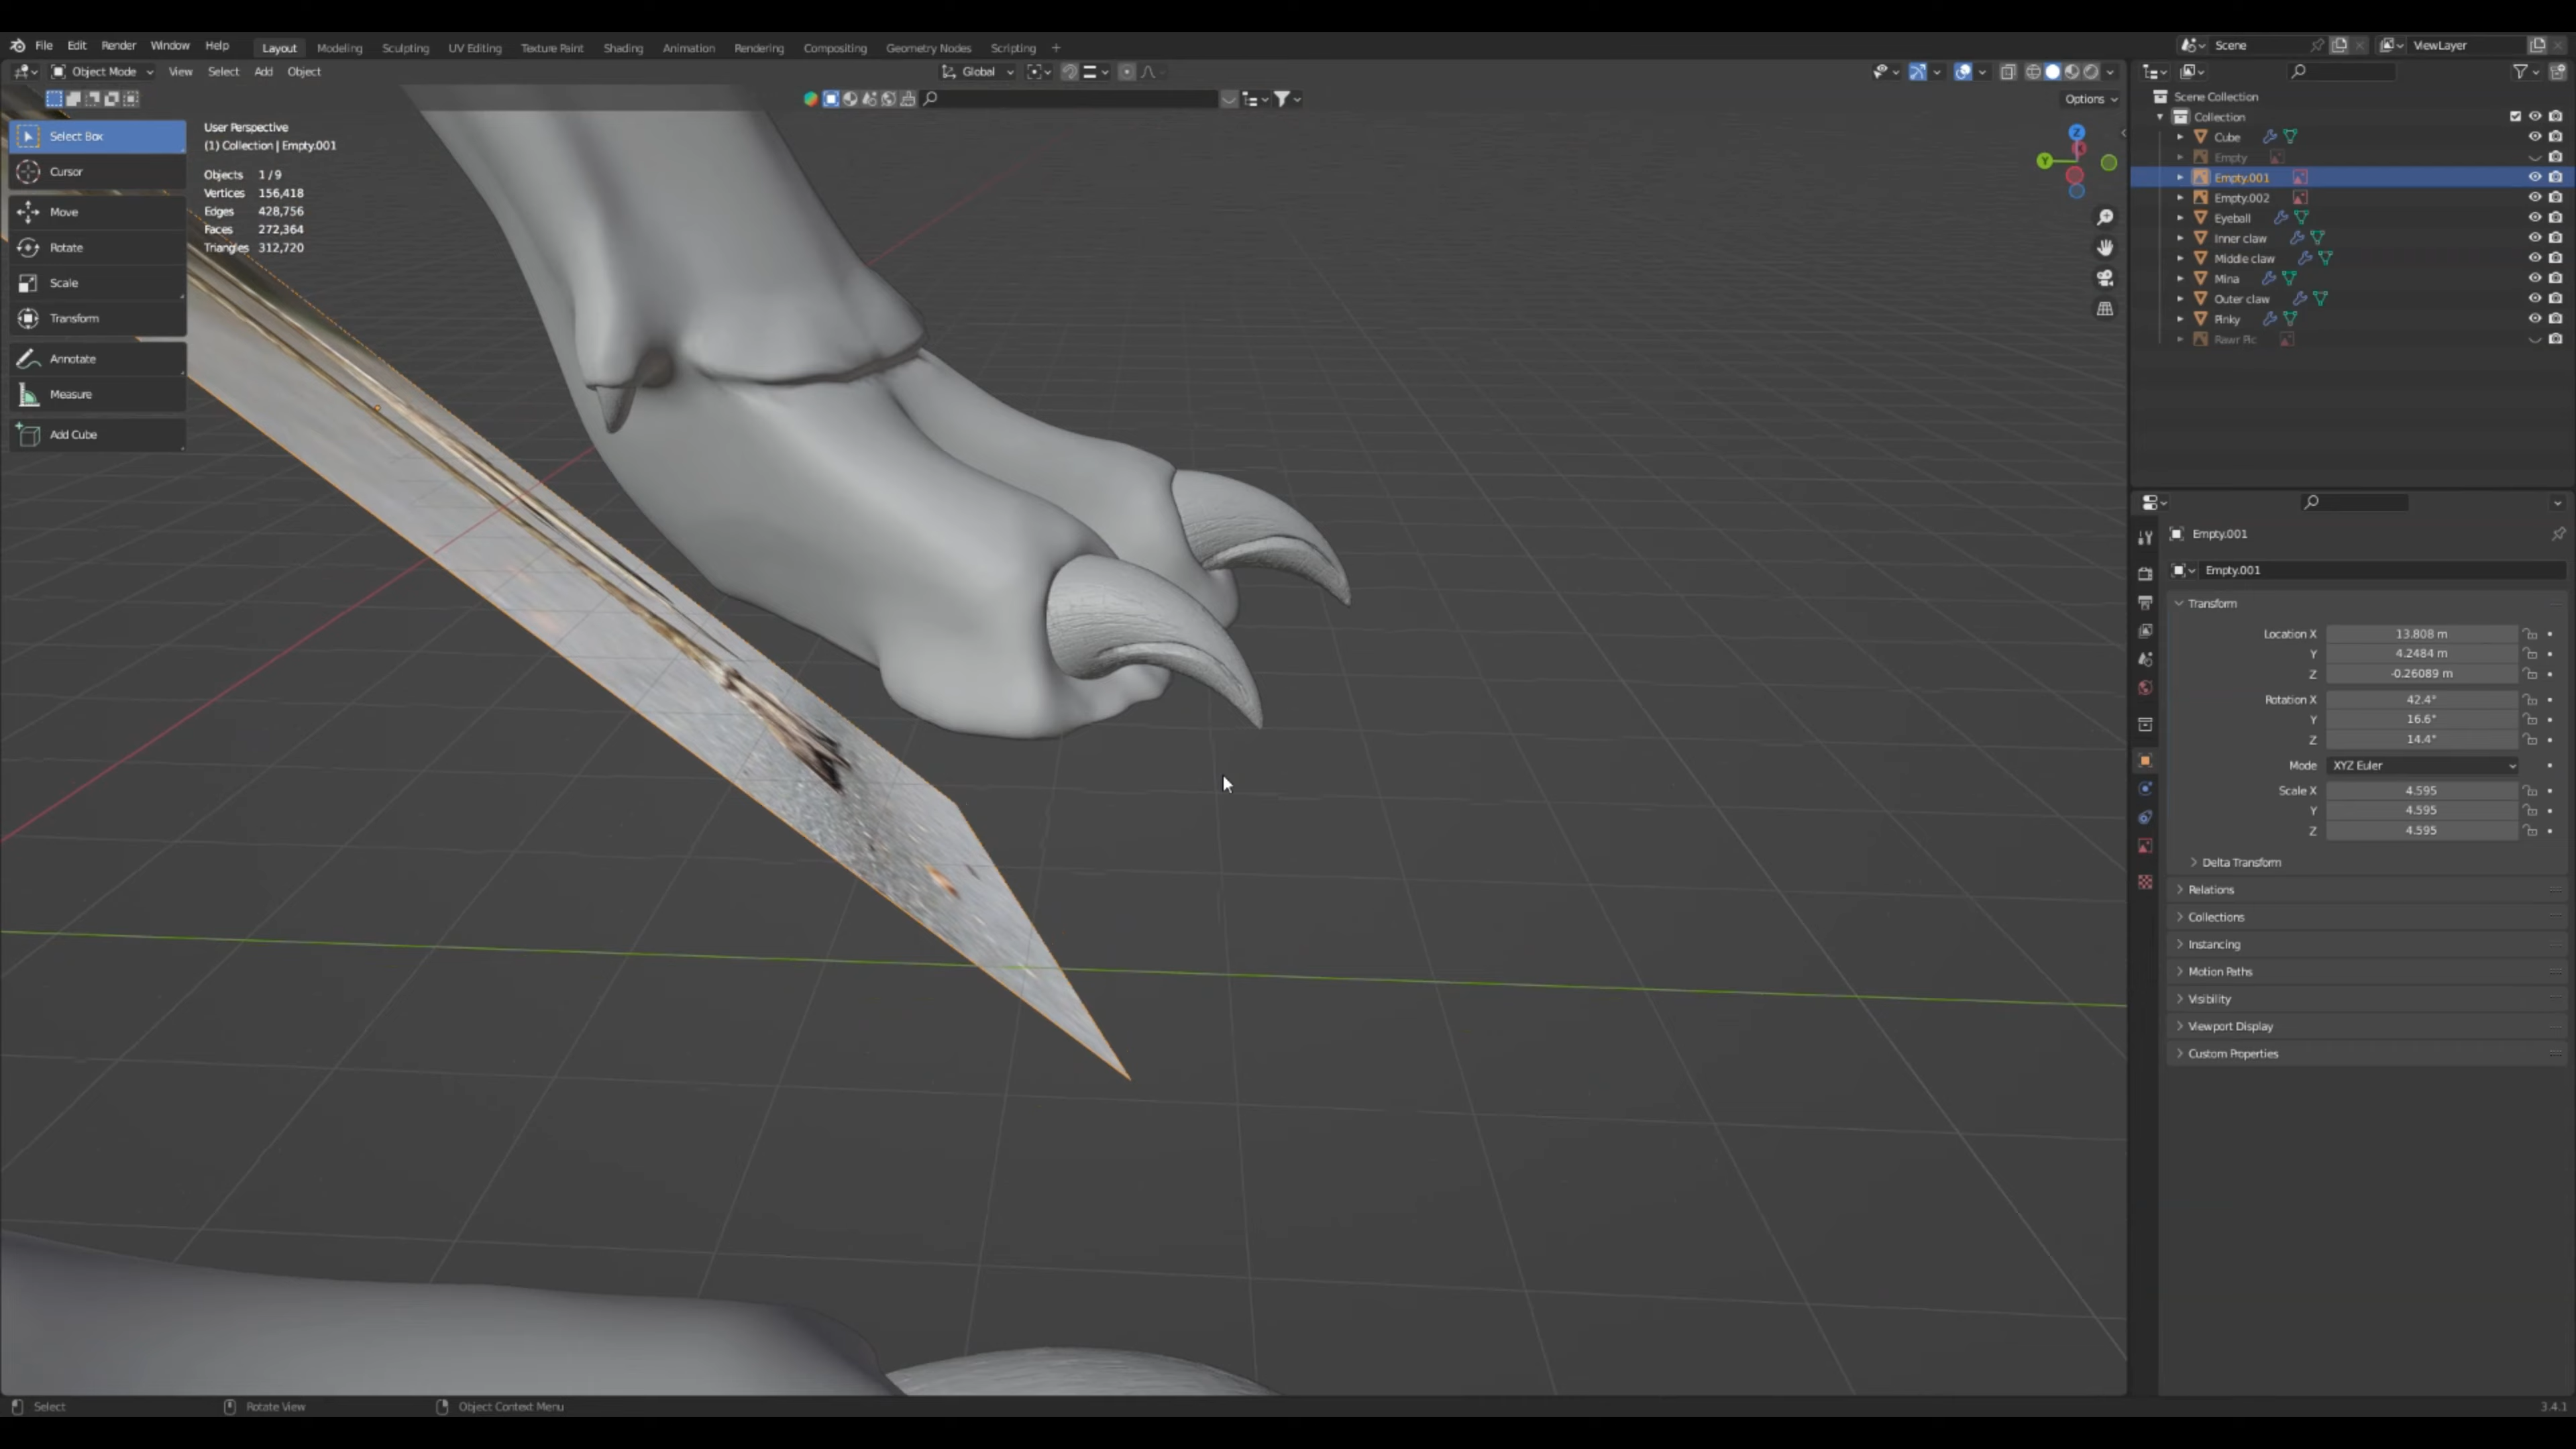 File Edit Render Window Help Layout Modeling Sculpting UV Editing Texture Paint Shading Animation Rendering Compositing Geometry Nodes Scripting + Scene ViewLayer
Object Mode View Select Add Object Global
Options
Select Box
Cursor
Move
Rotate
Scale
Transform
Annotate
Measure
Add Cube
User Perspective
(1) Collection | Empty.001
Objects 1/9
Vertices 156,418
Edges 428,756
Faces 272,364
Triangles 312,720
Z
Y
Scene Collection
Collection
Cube
Empty
Empty.001
Empty.002
Eyeball
Inner claw
Middle claw
Mina
Outer claw
Pinky
Rawr Pic
Empty.001
Empty.001
Transform
Location X 13.808 m
Y 4.2484 m
Z -0.26089 m
Rotation X 42.4°
Y 16.6°
Z 14.4°
Mode XYZ Euler
Scale X 4.595
Y 4.595
Z 4.595
Delta Transform
Relations
Collections
Instancing
Motion Paths
Visibility
Viewport Display
Custom Properties
Select Rotate View Object Context Menu 3.4.1